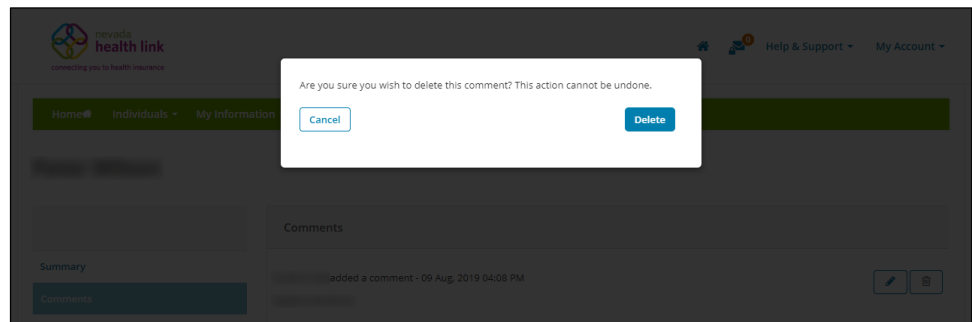 nevada
health link
connecting you to health insurance
0
Help & Support
My Account
Are you sure you wish to delete this comment? This action cannot be undone.
Cancel
Delete
Home
Individuals
My Information
Comments
Summary
added a comment - 09 Aug, 2019 04:08 PM
Comments